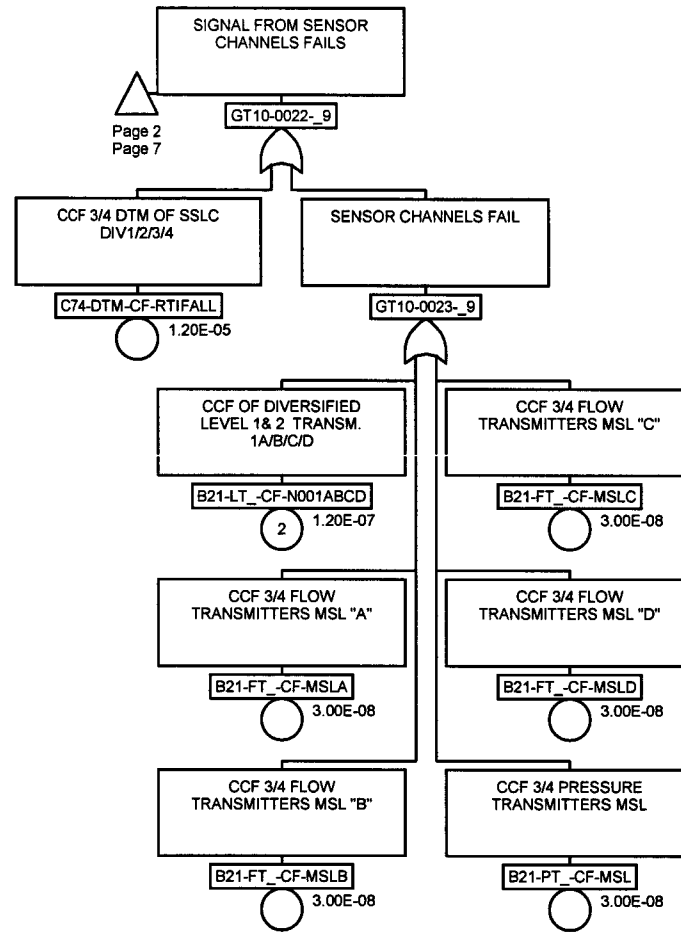 SIGNAL FROM SENSOR
CHANNELS FAILS
Page 2
Page 7
GT10-0022-_9
CCF 3/4 DTM OF SSLC
DIV1/2/3/4
C74-DTM-CF-RTIFALL
1.20E-05
SENSOR CHANNELS FAIL
GT10-0023-_9
CCF OF DIVERSIFIED
LEVEL 1& 2 TRANSM.
1A/B/C/D
B21-LT_-CF-N001ABCD
2
1.20E-07
CCF 3/4 FLOW
TRANSMITTERS MSL "C"
B21-FT_-CF-MSLC
3.00E-08
CCF 3/4 FLOW
TRANSMITTERS MSL "A"
B21-FT_-CF-MSLA
3.00E-08
CCF 3/4 FLOW
TRANSMITTERS MSL "D"
B21-FT_-CF-MSLD
3.00E-08
CCF 3/4 FLOW
TRANSMITTERS MSL "B"
B21-FT_-CF-MSLB
3.00E-08
CCF 3/4 PRESSURE
TRANSMITTERS MSL
B21-PT_-CF-MSL
3.00E-08